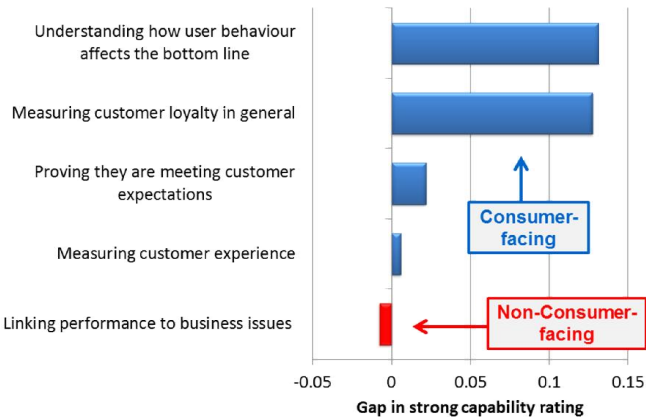 Understanding how user behaviour
affects the bottom line
Measuring customer loyalty in general
Proving they are meeting customer
expectations
Consumer-
facing
Measuring customer experience
Linking performance to business issues
Non-Consumer-
facing
-0.05
0
0.05
0.1
0.15
Gap in strong capability rating